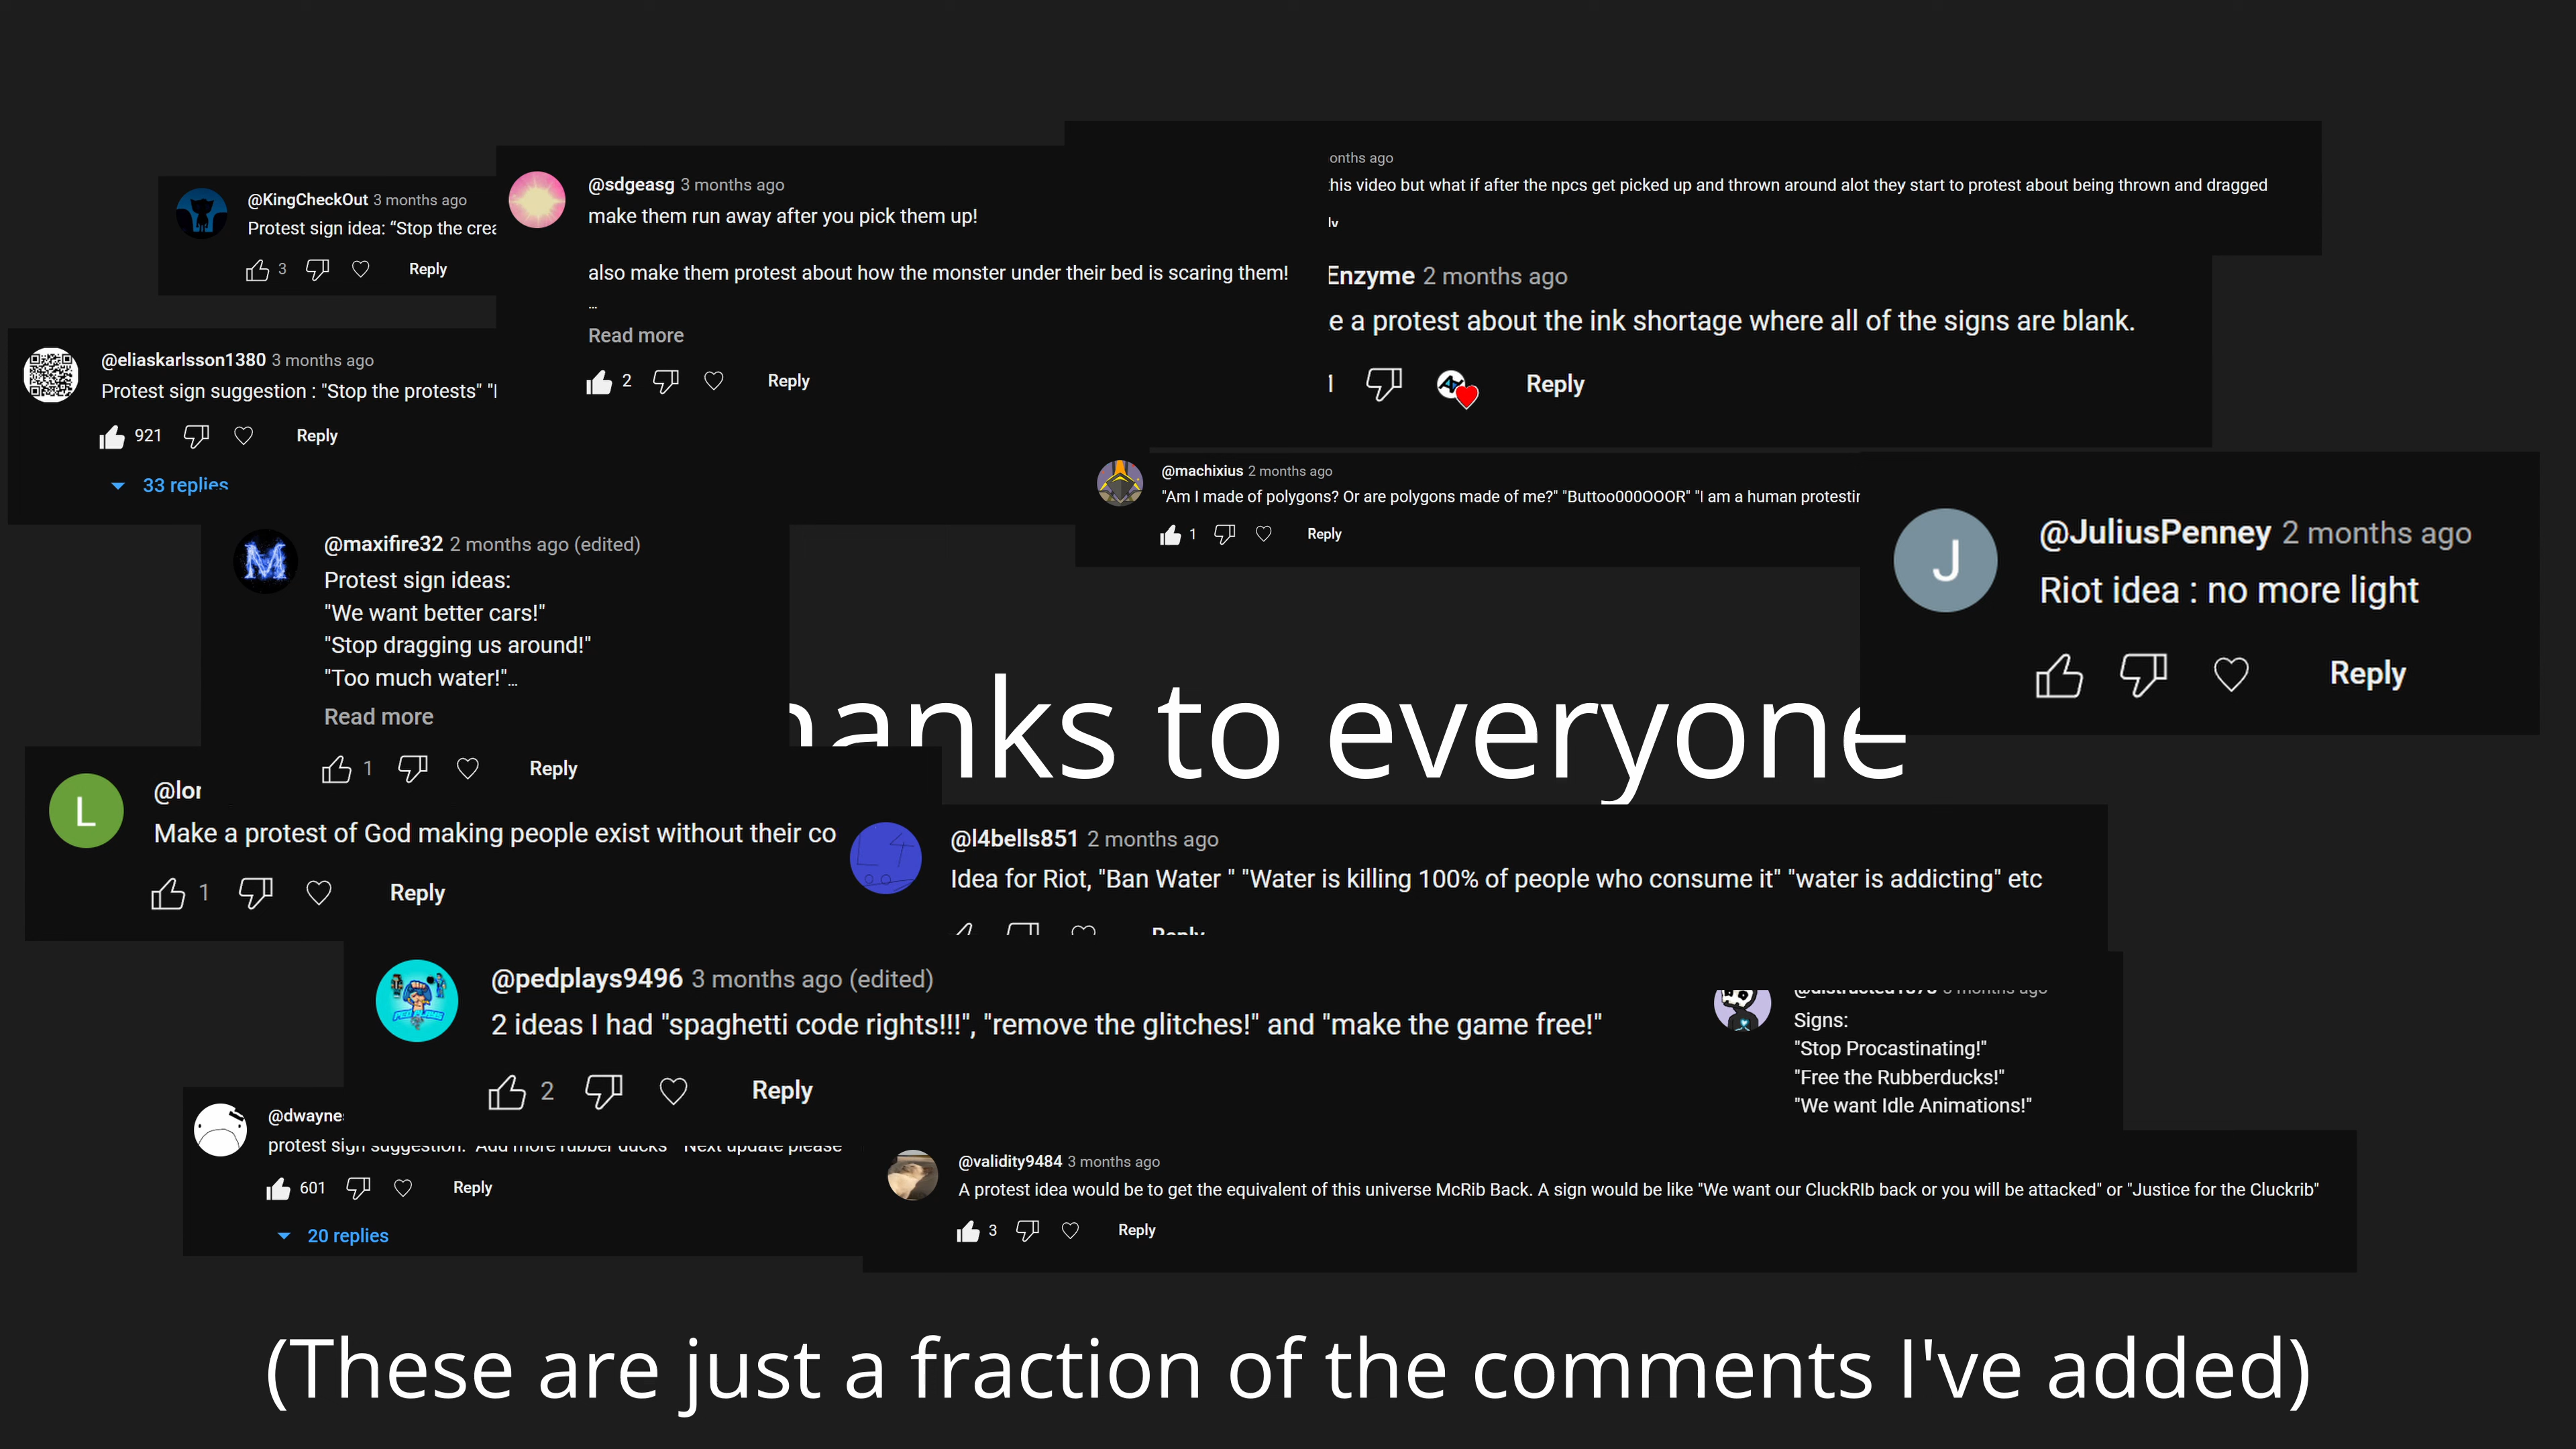 @KingCheckOut 3 months ago
Protest sign idea: “Stop the
3
Reply
@sdgeasg 3 months ago
make them run away after you pick them up!
also make them protest about how the monster under their bed is scaring them!
...
Read more
2
Reply
ago
video but what if after the npcs get picked up and thrown around alot they start to protest about being thrown and dragged
Enzyme 2 months ago
a protest about the ink shortage where all of the signs are blank.
Reply
@eliaskarlsson1380 3 months ago
Protest sign suggestion : "Stop the protests"
921
Reply
33 replies
@machixius 2 months ago
"Am I made of polygons? Or are polygons made of me?" "Buttoo000OOOR" "I am a human
1
Reply
@JuliusPenney 2 months ago
Riot idea : no more light
Reply
@maxifire32 2 months ago (edited)
Protest sign ideas:
"We want better cars!"
"Stop dragging us around!"
"Too much water!"...
Read more
1
Reply
to everyone
L
Make a protest of God making people exist without their
1
Reply
@l4bells851 2 months ago
Idea for Riot, "Ban Water " "Water is killing 100% of people who consume it" "water is addicting" etc
Reply
@pedplays9496 3 months ago (edited)
2 ideas I had "spaghetti code rights!!!", "remove the glitches!" and "make the game free!"
2
Reply
Signs:
"Stop Procastinating!"
"Free the Rubberducks!"
"We want Idle Animations!"
protest sign suggestion: "Add more rubber ducks" "Next update please
601
Reply
20 replies
@validity9484 3 months ago
A protest idea would be to get the equivalent of this universe McRib Back. A sign would be like "We want our CluckRIb back or you will be attacked" or "Justice for the Cluckrib"
3
Reply
(These are just a fraction of the comments I've added)